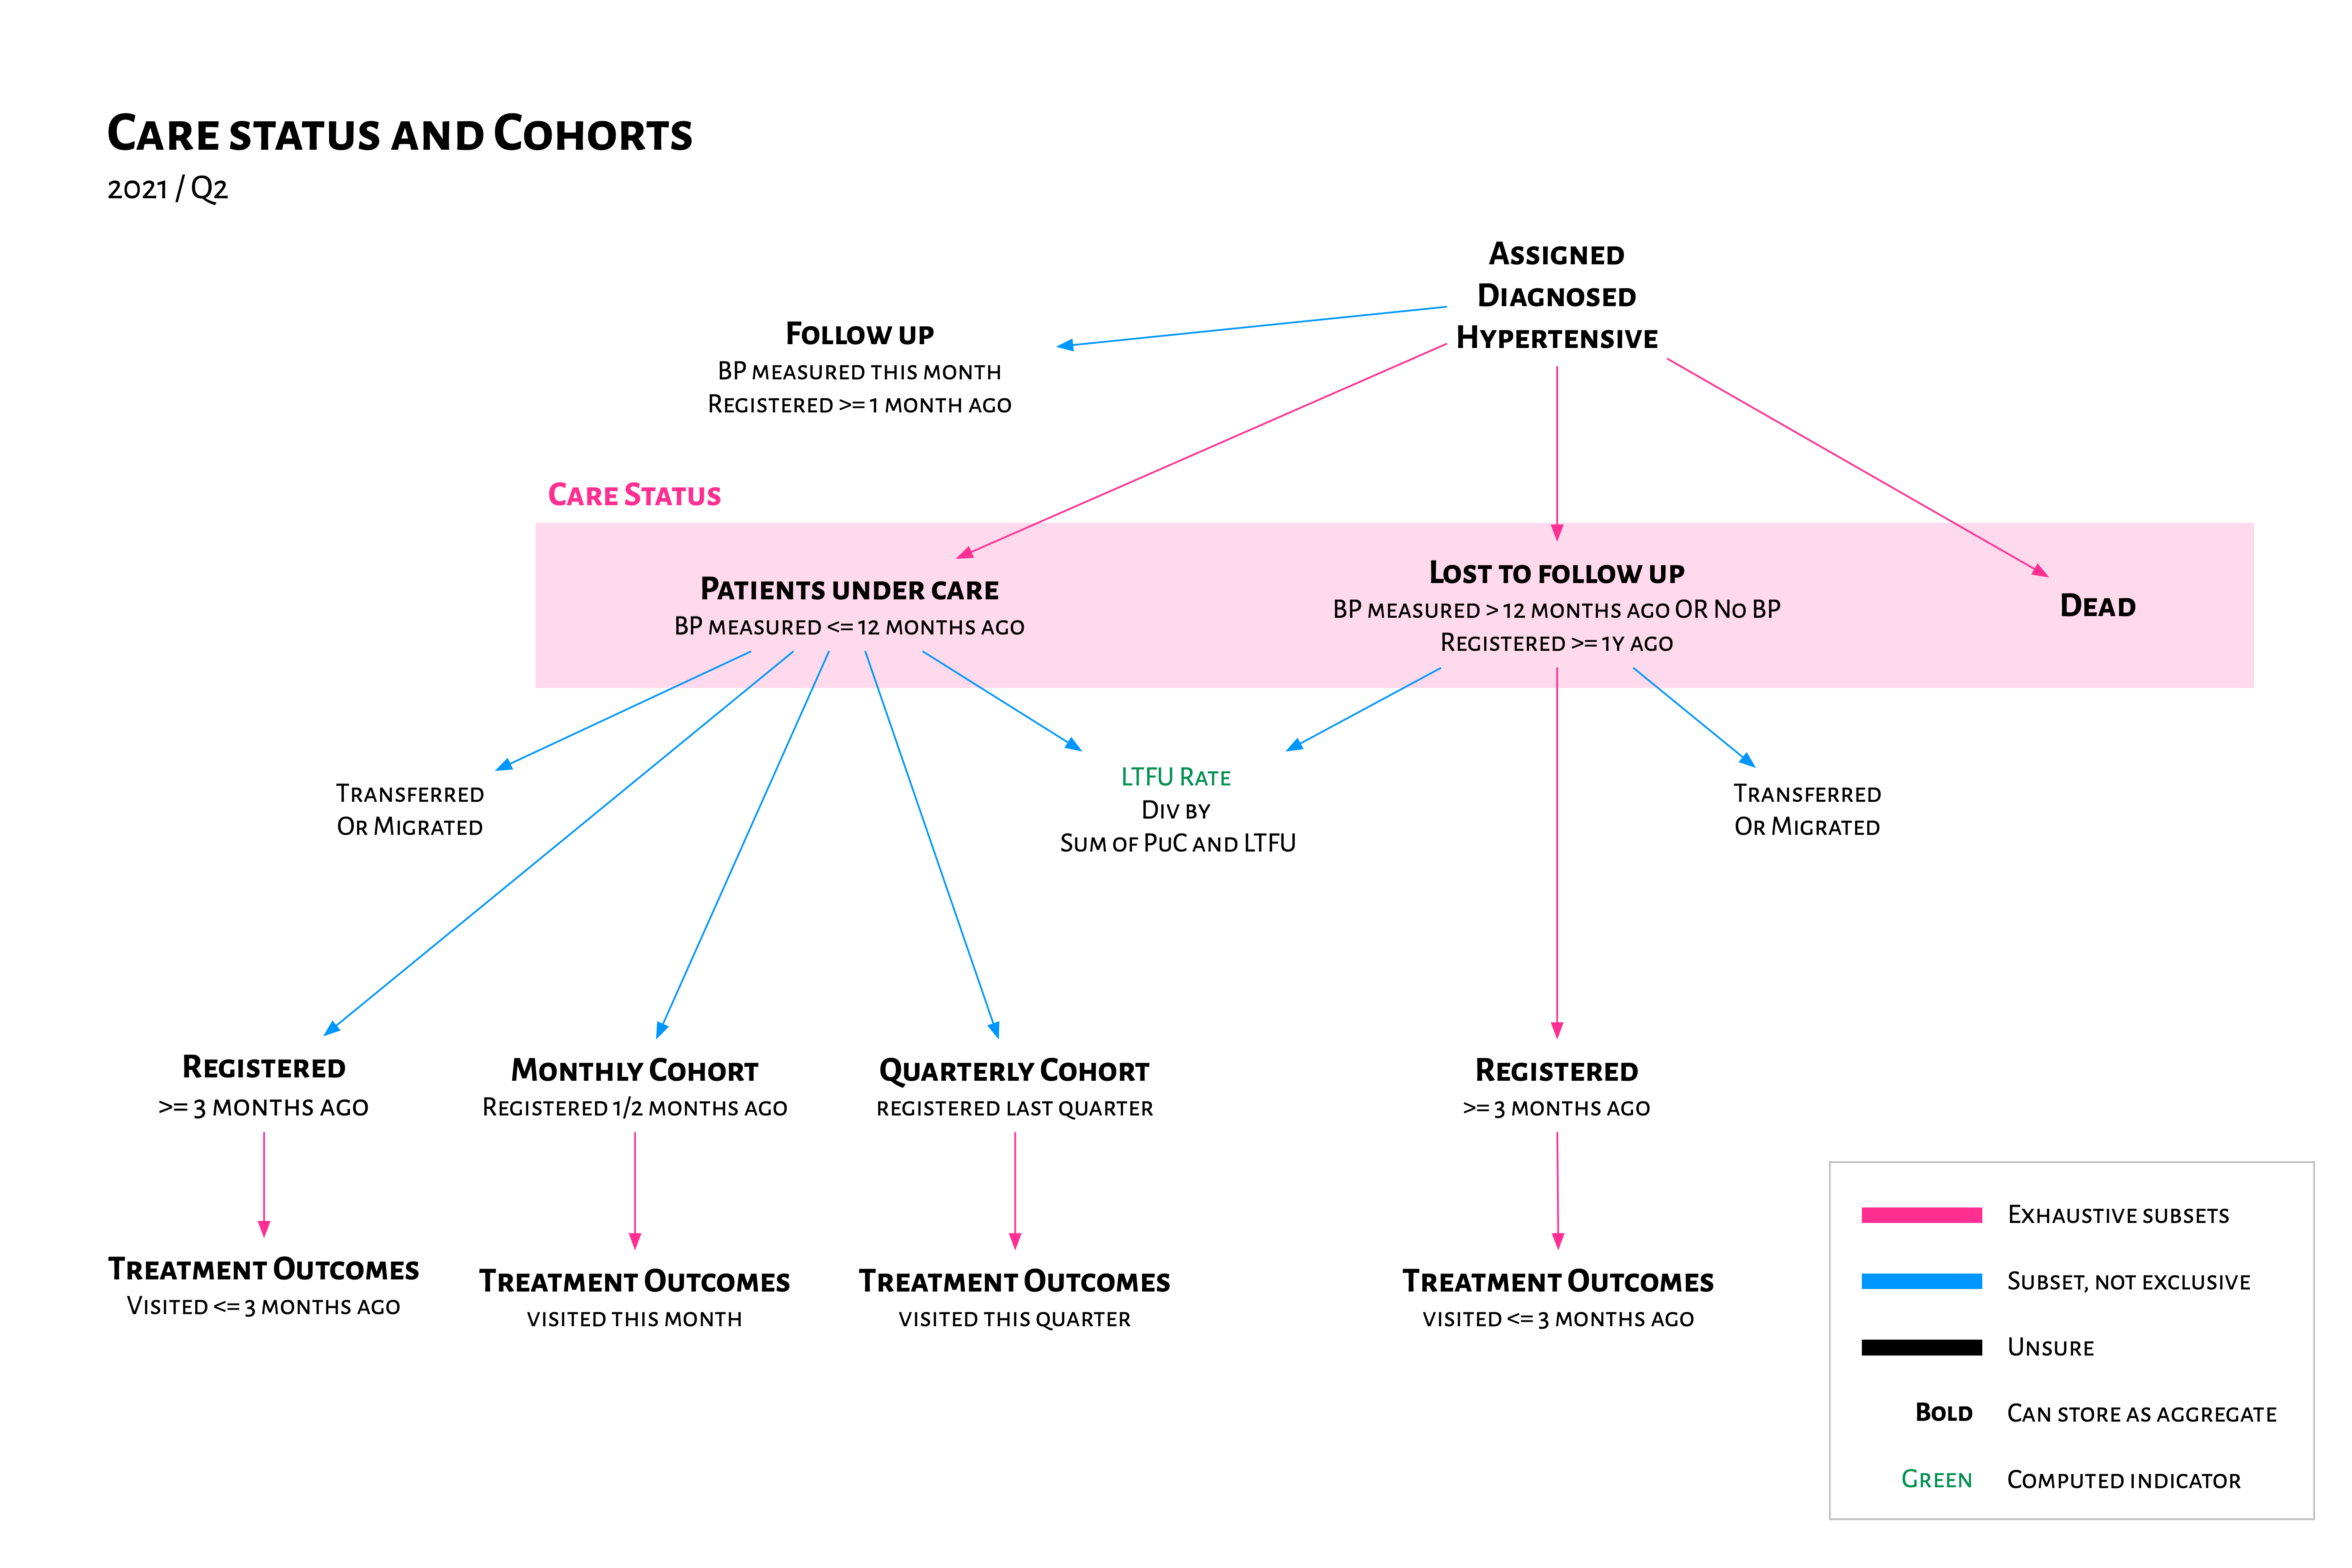 Care status and Cohorts
2021 / Q2
Assigned
Diagnosed
Hypertensive
Follow up
BP measured this month
Registered >= 1 month ago
Care Status
Patients under care
BP measured <= 12 months ago
Lost to follow up
BP measured > 12 months ago OR No BP
Registered >= 1y ago
Dead
Transferred
Or Migrated
LTFU Rate
Div by
Sum of PuC and LTFU
Transferred
Or Migrated
Registered
>= 3 months ago
Monthly Cohort
Registered 1/2 months ago
Quarterly Cohort
registered last quarter
Registered
>= 3 months ago
Treatment Outcomes
Visited <= 3 months ago
Treatment Outcomes
visited this month
Treatment Outcomes
visited this quarter
Treatment Outcomes
visited <= 3 months ago
Exhaustive subsets
Subset, not exclusive
Unsure
Bold Can store as aggregate
Green Computed indicator